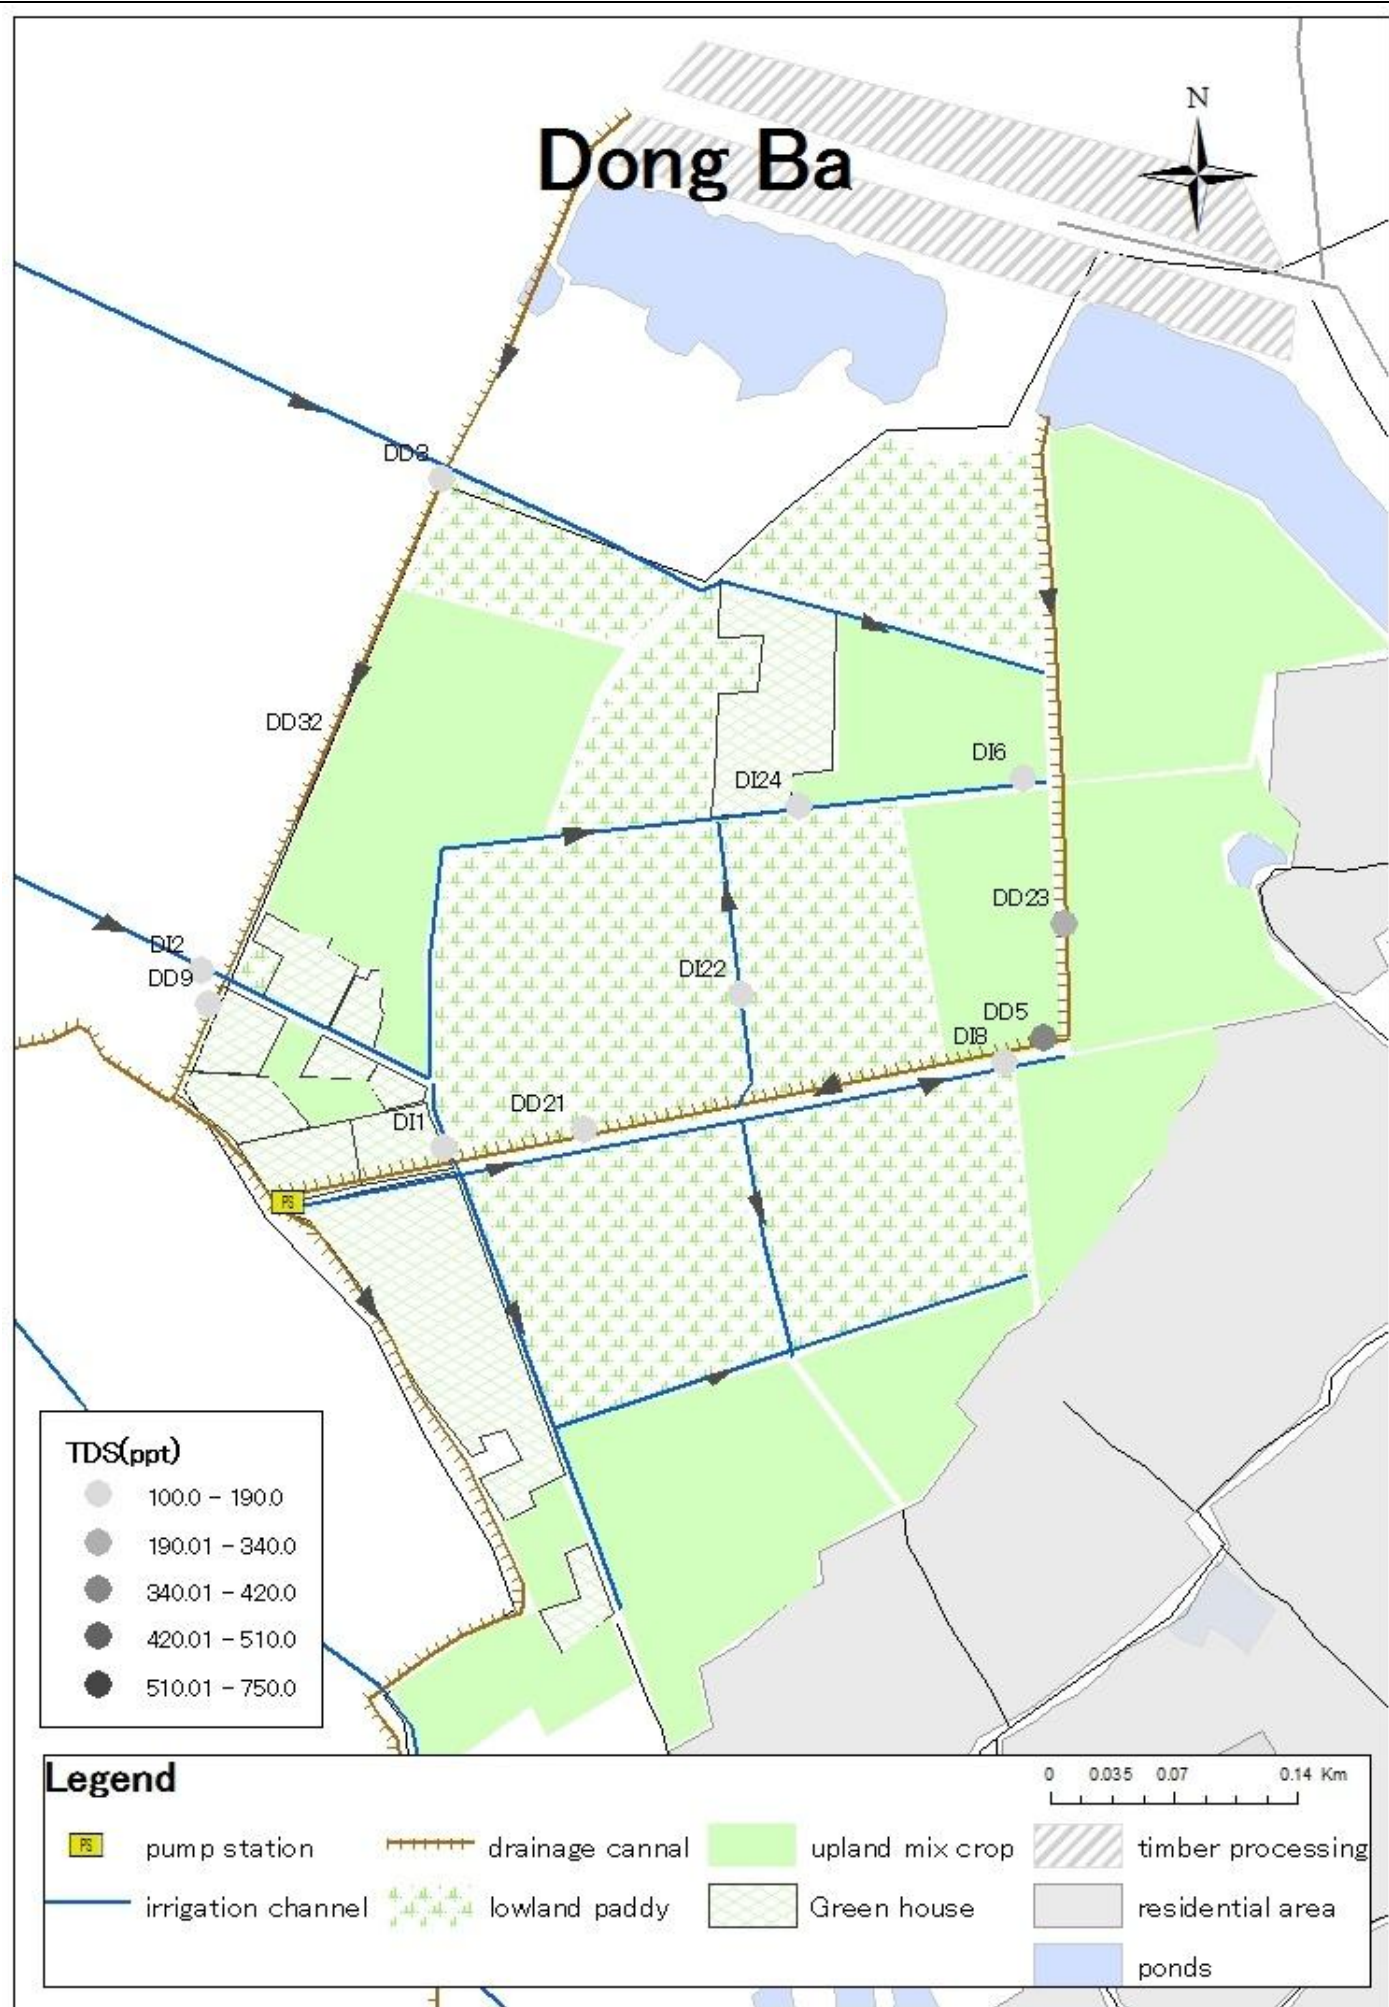 N
Dong Ba
DD3
DD32
DI6
DI24
DD23
DI2
DI22
DD9
DD5
DI8
DD21
DI1
PS
TDS(ppt)
100.0 - 190.0
190.01 - 340.0
340.01 - 420.0
420.01 - 510.0
510.01 - 750.0
Legend
0 0.035 0.07 0.14 Km
PS pump station
drainage cannal
upland mix crop
timber processing
irrigation channel
lowland paddy
Green house
residential area
ponds